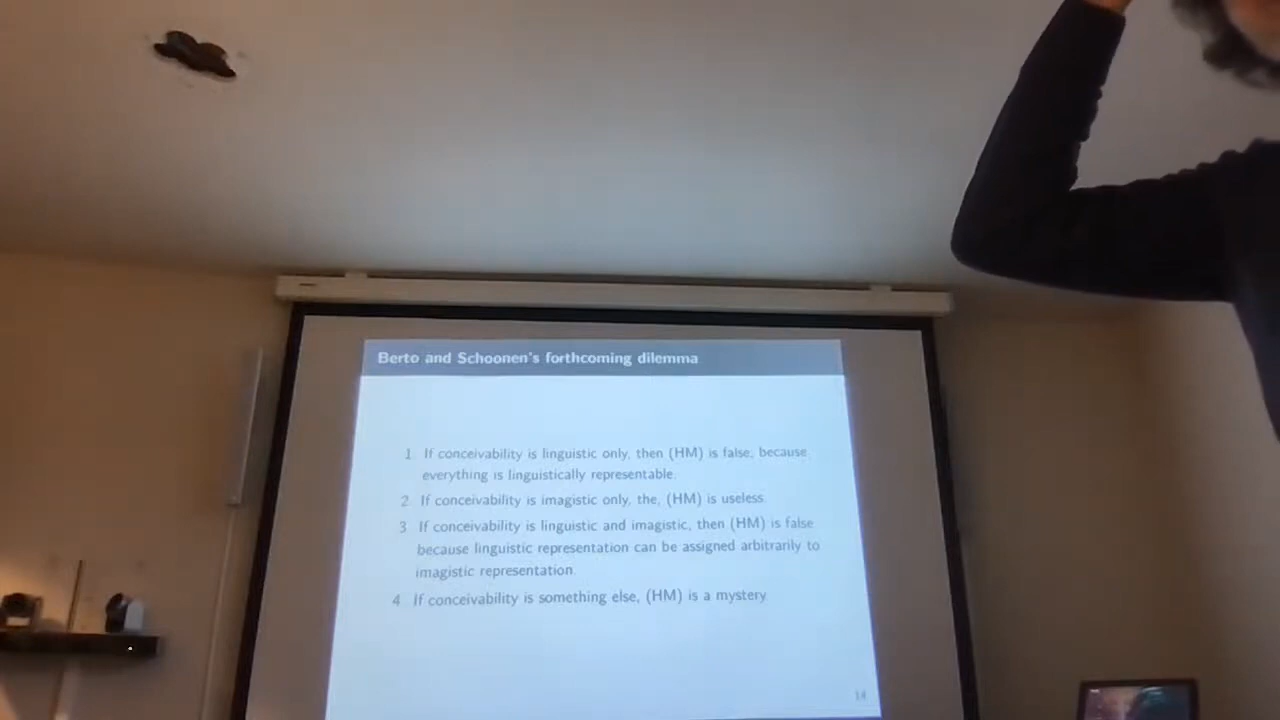 Berto and Schoonen's forthcoming dilemma
1. If conceivability is linguistic only, then (HM) is false, because
everything is linguistically representable.
2. If conceivability is imagistic only, the, (HM) is useless.
3. If conceivability is linguistic and imagistic, then (HM) is false
because linguistic representation can be assigned arbitrarily to
imagistic representation.
4. If conceivability is something else, (HM) is a mystery
14